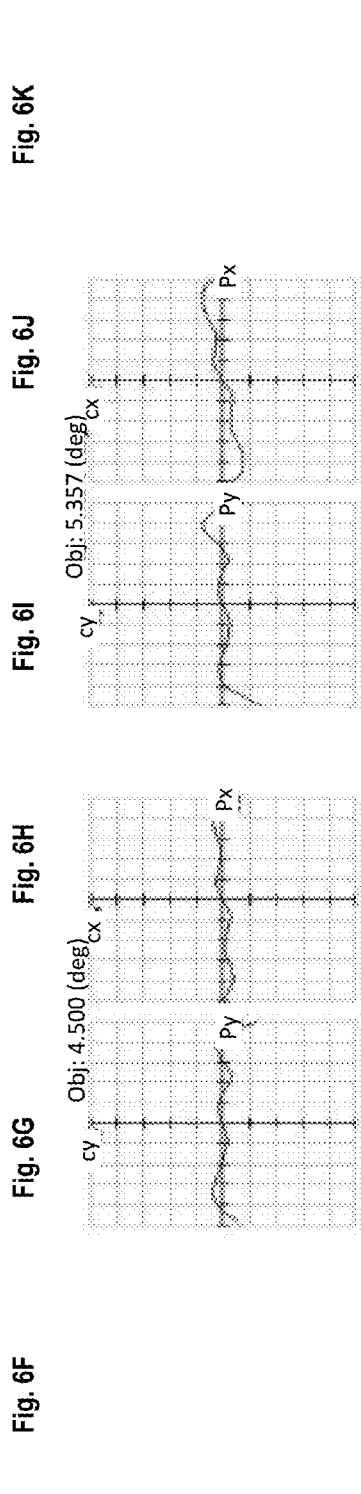 Fig. 6F
Fig. 6G
Fig. 6H
Fig. 6I
Fig. 6J
Fig. 6K
Obj: 4.500 (deg)
cy
cx
Py
Px
Obj: 5.357 (deg)
cy
cx
Py
Px